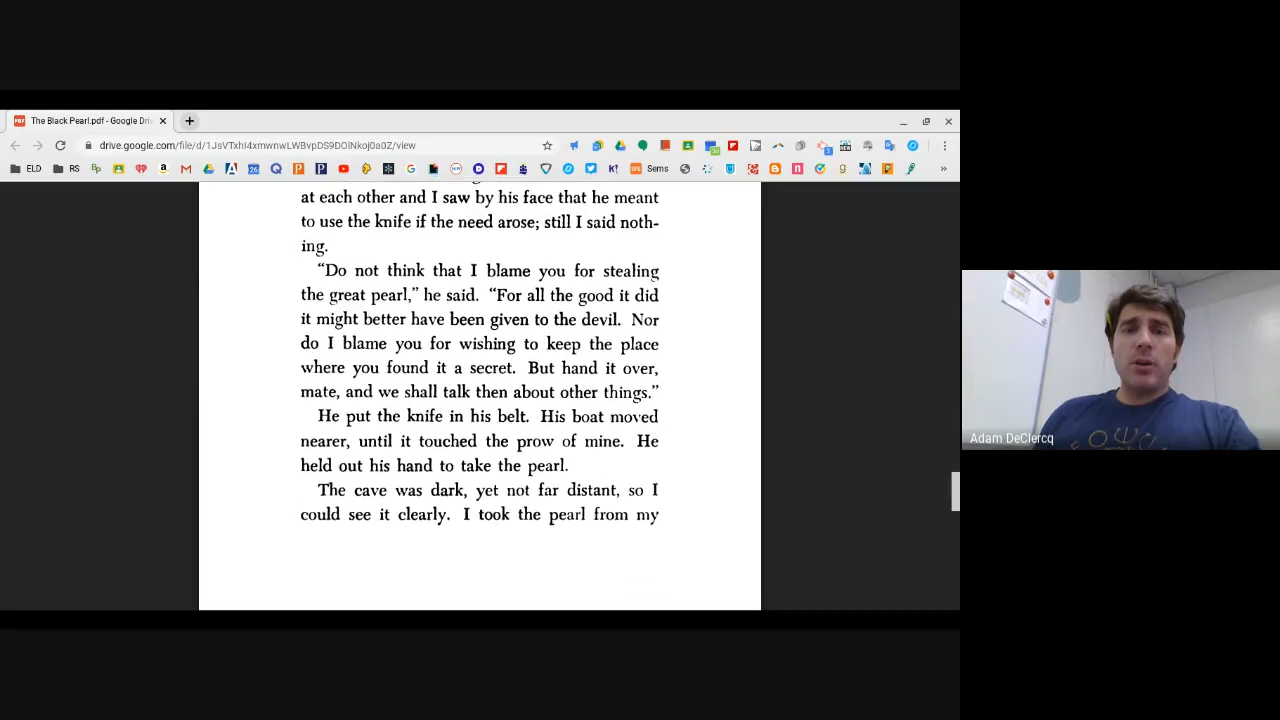 The Black Pearl.pdf - Google Driv
drive.google.com/file/d/1JsVTxhI4xmwnwLWBvpDS9DOlNkoj0a0Z/view
ELD
RS
Sems
at each other and I saw by his face that he meant
to use the knife if the need arose; still I said noth-
ing.
“Do not think that I blame you for stealing
the great pearl,” he said. “For all the good it did
it might better have been given to the devil. Nor
do I blame you for wishing to keep the place
where you found it a secret. But hand it over,
mate, and we shall talk then about other things.”
He put the knife in his belt. His boat moved
nearer, until it touched the prow of mine. He
held out his hand to take the pearl.
The cave was dark, yet not far distant, so I
could see it clearly. I took the pearl from my
Adam DeClercq